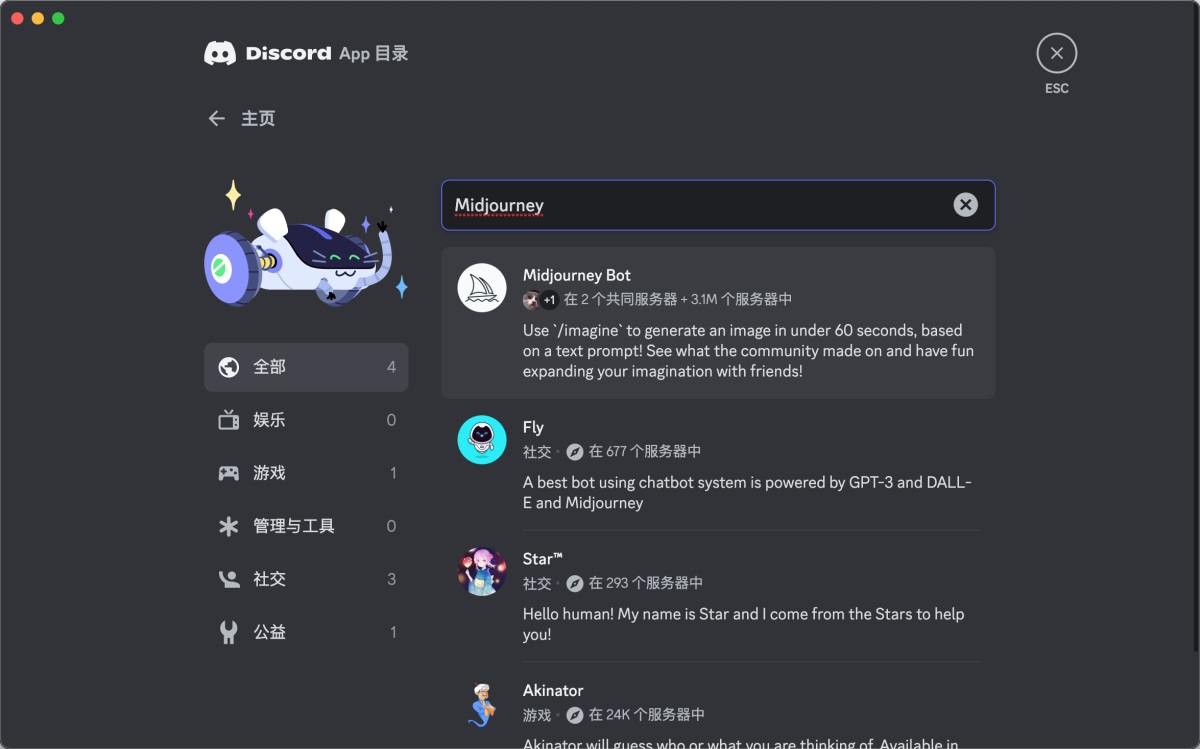 Discord App 目录
ESC
主页
Midjourney
全部 4
娱乐 0
游戏 1
管理与工具 0
社交 3
公益 1
Midjourney Bot
+1 在 2 个共同服务器 + 3.1M 个服务器中
Use `/imagine` to generate an image in under 60 seconds, based
on a text prompt! See what the community made on and have fun
expanding your imagination with friends!
Fly
社交 · 在 677 个服务器中
A best bot using chatbot system is powered by GPT-3 and DALL-
E and Midjourney
Star™
社交 · 在 293 个服务器中
Hello human! My name is Star and I come from the Stars to help
you!
Akinator
游戏 · 在 24K 个服务器中
Akinator will guess who or what you are thinking of. Available in